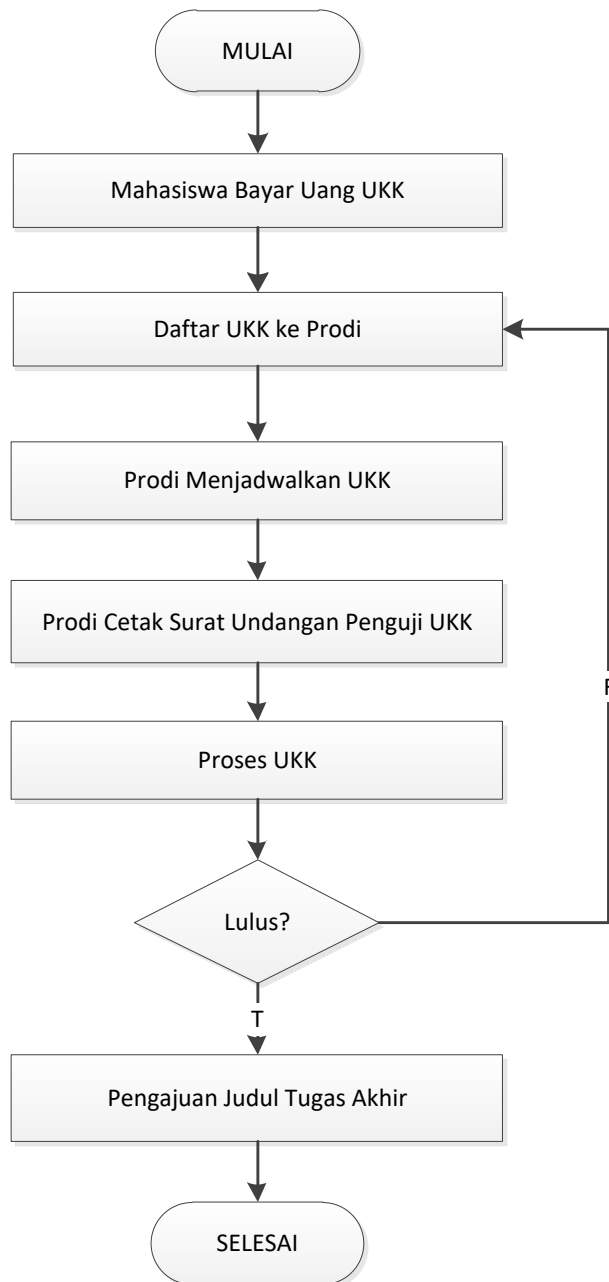 MULAI
Mahasiswa Bayar Uang UKK
Daftar UKK ke Prodi
Prodi Menjadwalkan UKK
Prodi Cetak Surat Undangan Penguji UKK
Proses UKK
Lulus?
F
T
Pengajuan Judul Tugas Akhir
SELESAI